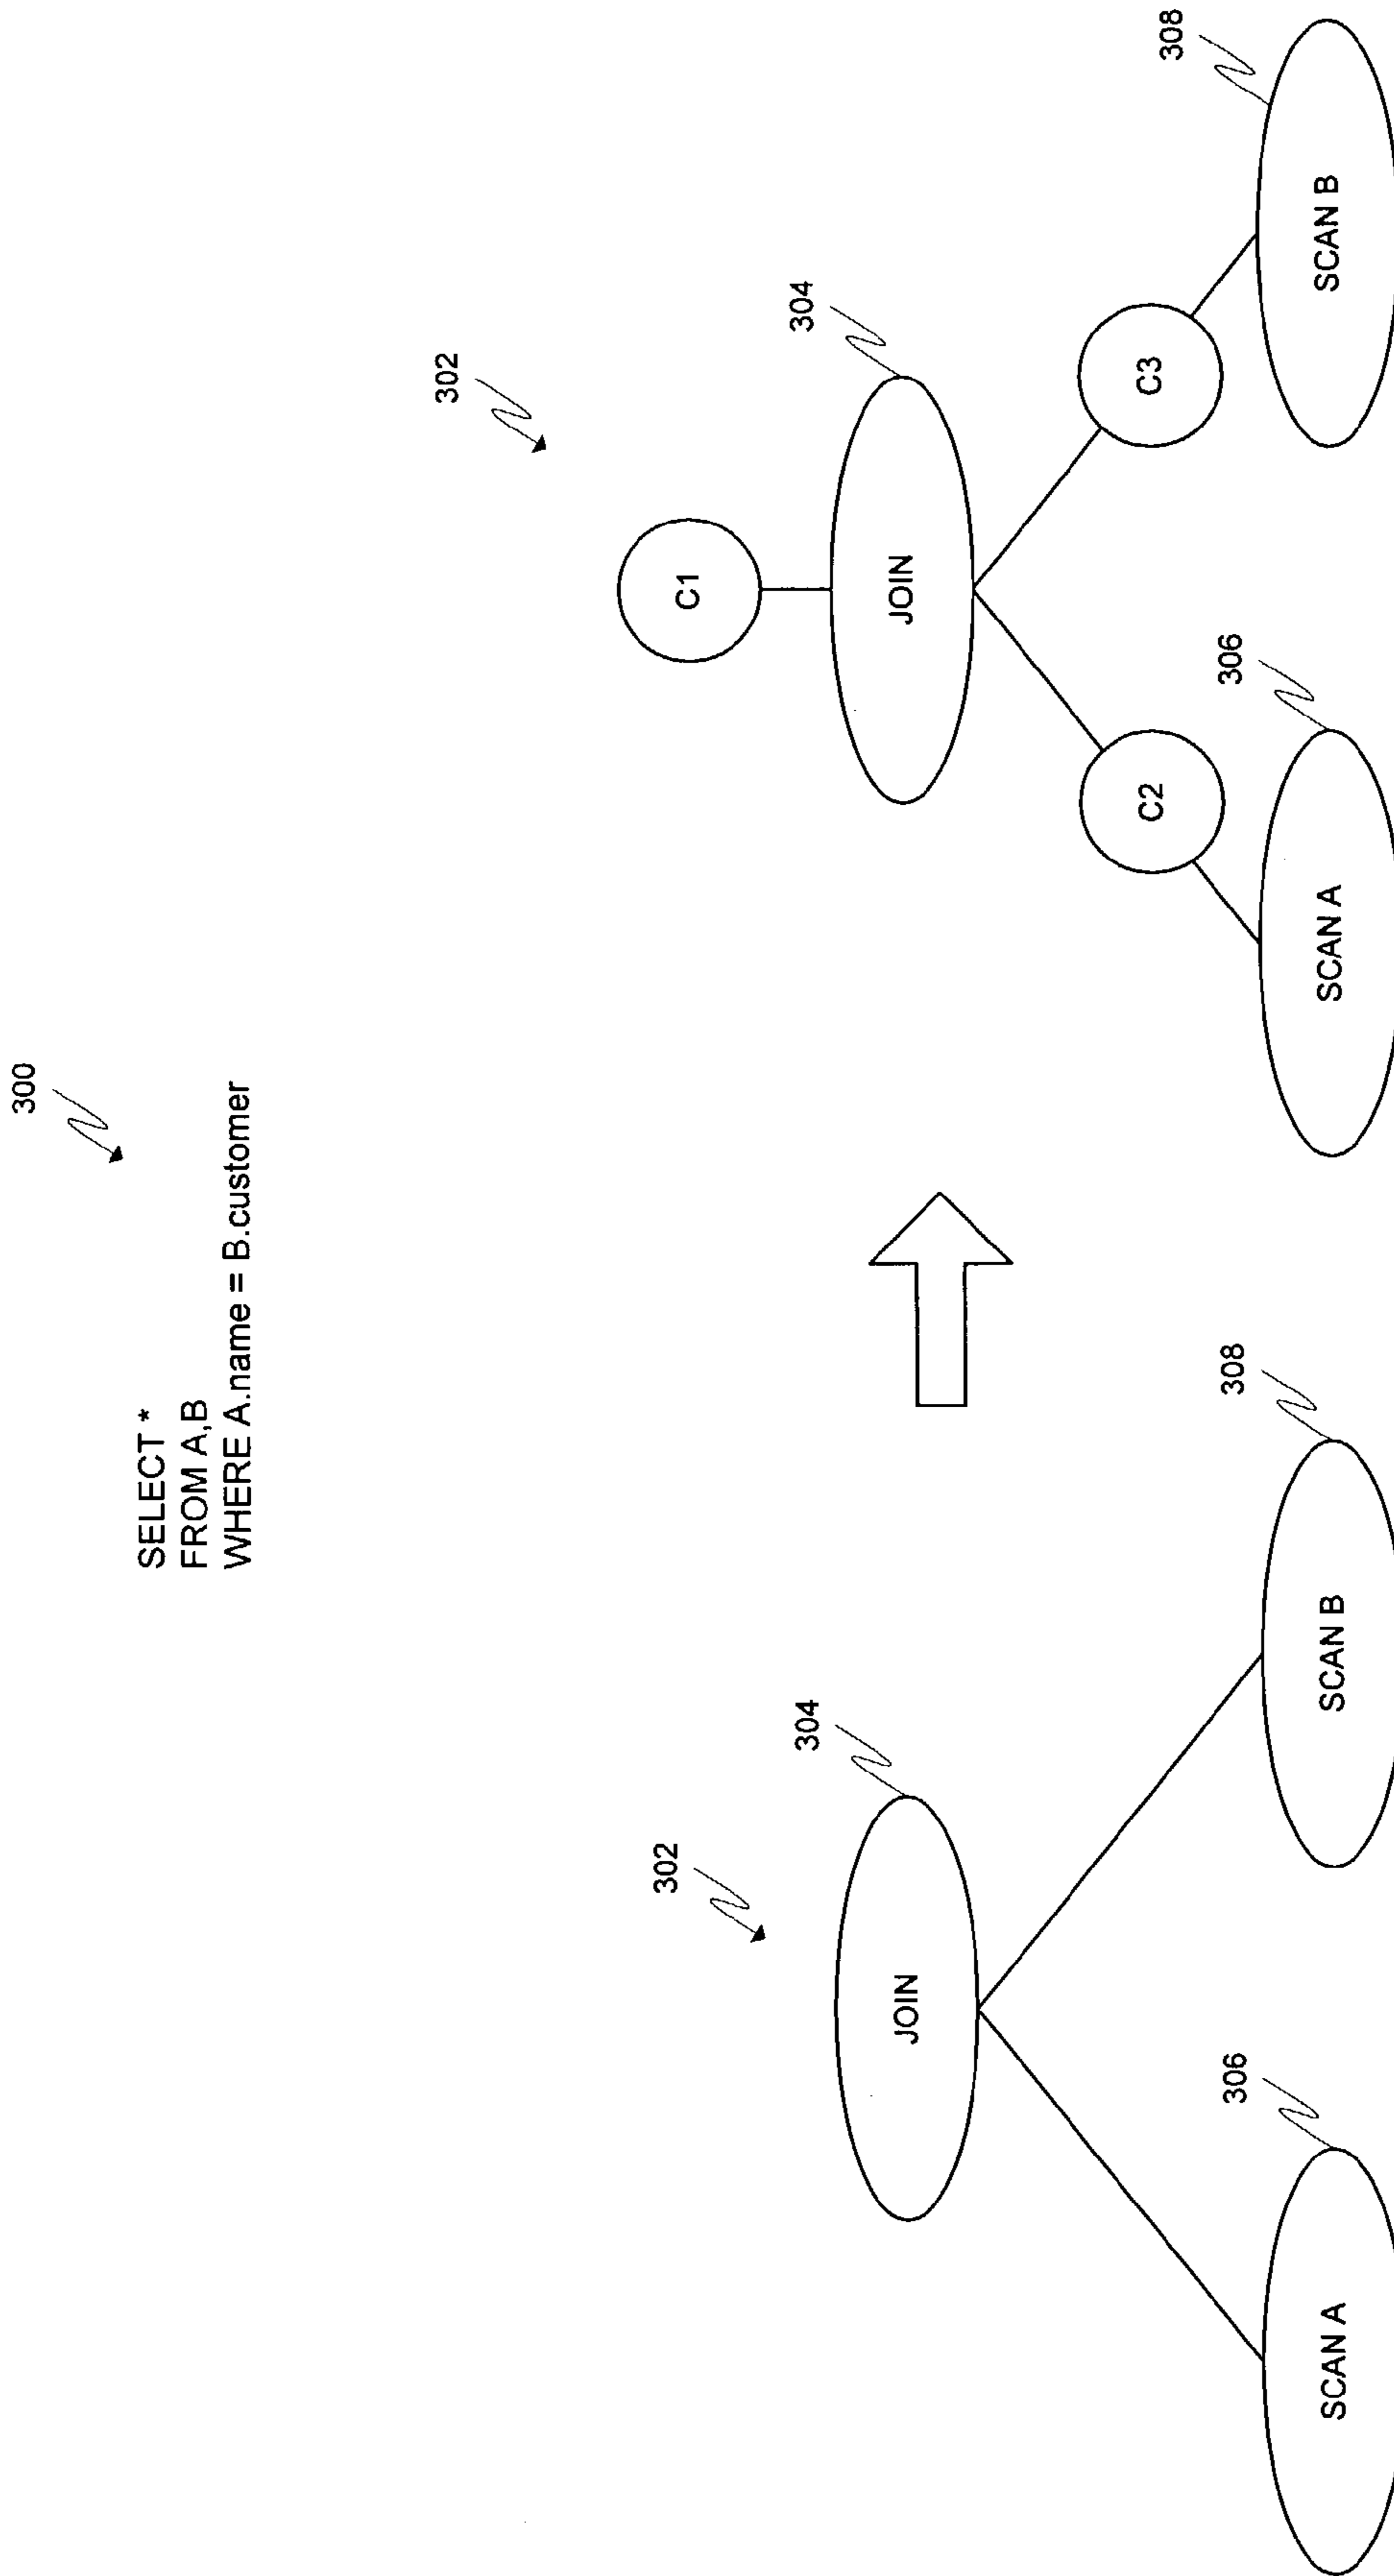 300
SELECT *
FROM A,B
WHERE A.name = B.customer
302
304
JOIN
306
SCAN A
308
SCAN B
302
C1
304
JOIN
C2
C3
306
SCAN A
308
SCAN B